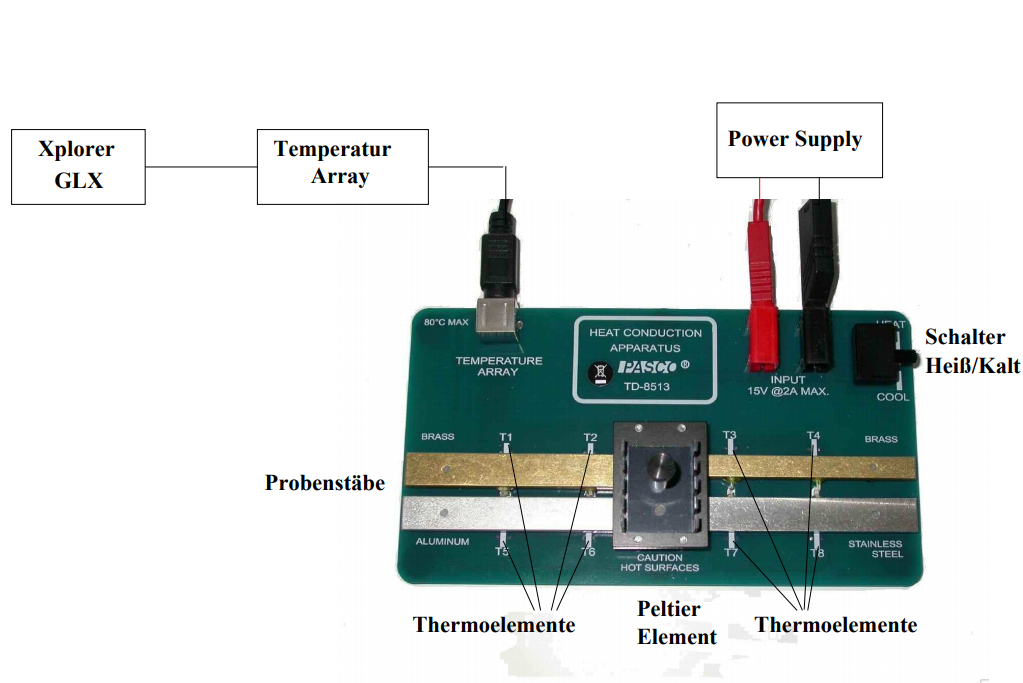 Xplorer
GLX
Temperatur
Array
Power Supply
80°C MAX
TEMPERATURE
ARRAY
HEAT CONDUCTION
APPARATUS
PASCO ®
TD-8513
INPUT
15V @2A MAX.
HEAT
COOL
Schalter
Heiß/Kalt
BRASS
T1
T2
T3
T4
BRASS
Probenstäbe
ALUMINUM
T5
T6
CAUTION
HOT SURFACES
T7
T8
STAINLESS
STEEL
Thermoelemente
Peltier
Element
Thermoelemente